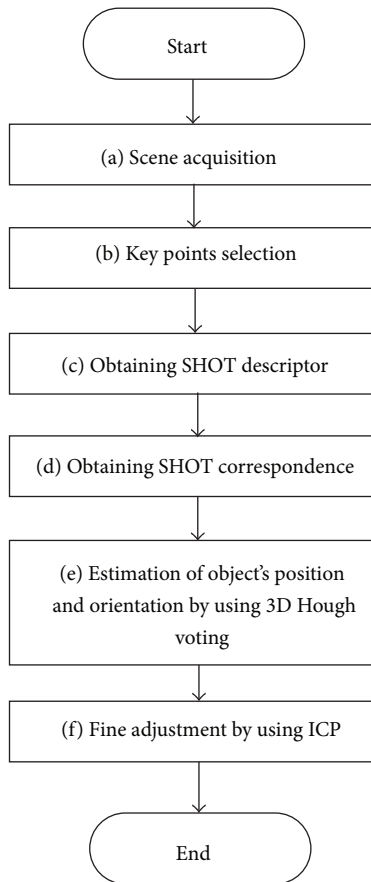 Start
(a) Scene acquisition
(b) Key points selection
(c) Obtaining SHOT descriptor
(d) Obtaining SHOT correspondence
(e) Estimation of object's position
and orientation by using 3D Hough
voting
(f) Fine adjustment by using ICP
End